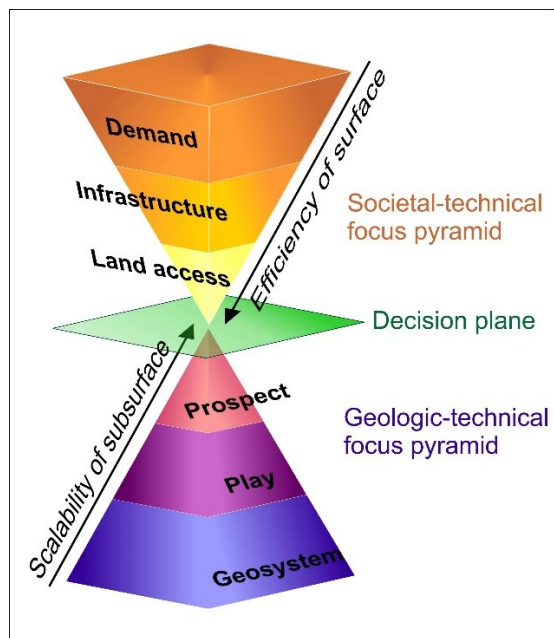 Demand
Infrastructure
Land access
Efficiency of surface
Societal-technical
focus pyramid
Decision plane
Scalability of subsurface
Prospect
Play
Geosystem
Geologic-technical
focus pyramid